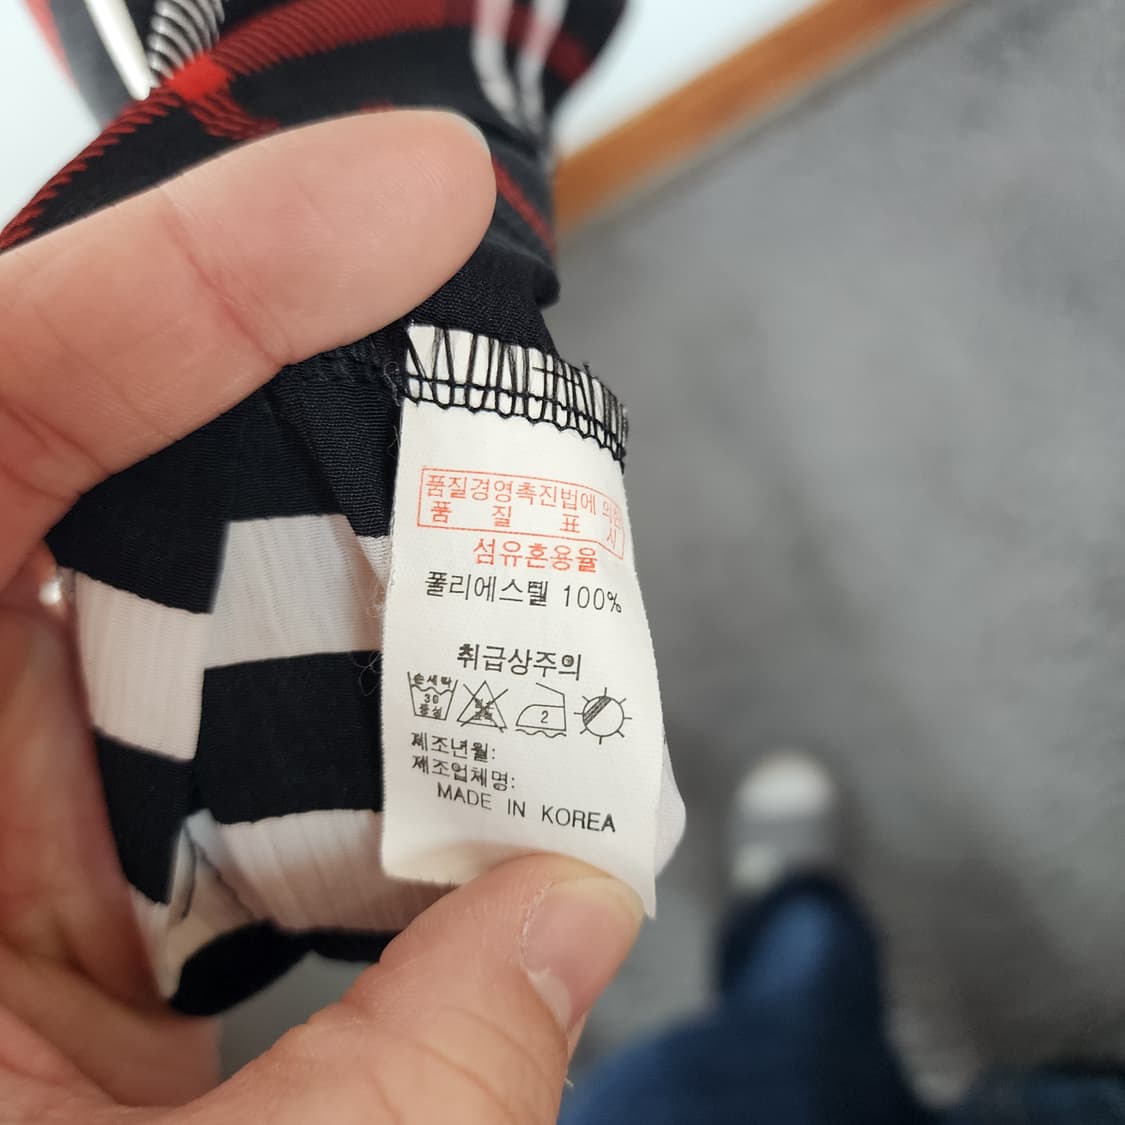 품질경영촉진법에 의한
품 질 표 시
섬유혼용율
폴리에스텔 100%
취급상주의
손세탁
30
중성
2
제조년월:
제조업체명:
MADE IN KOREA